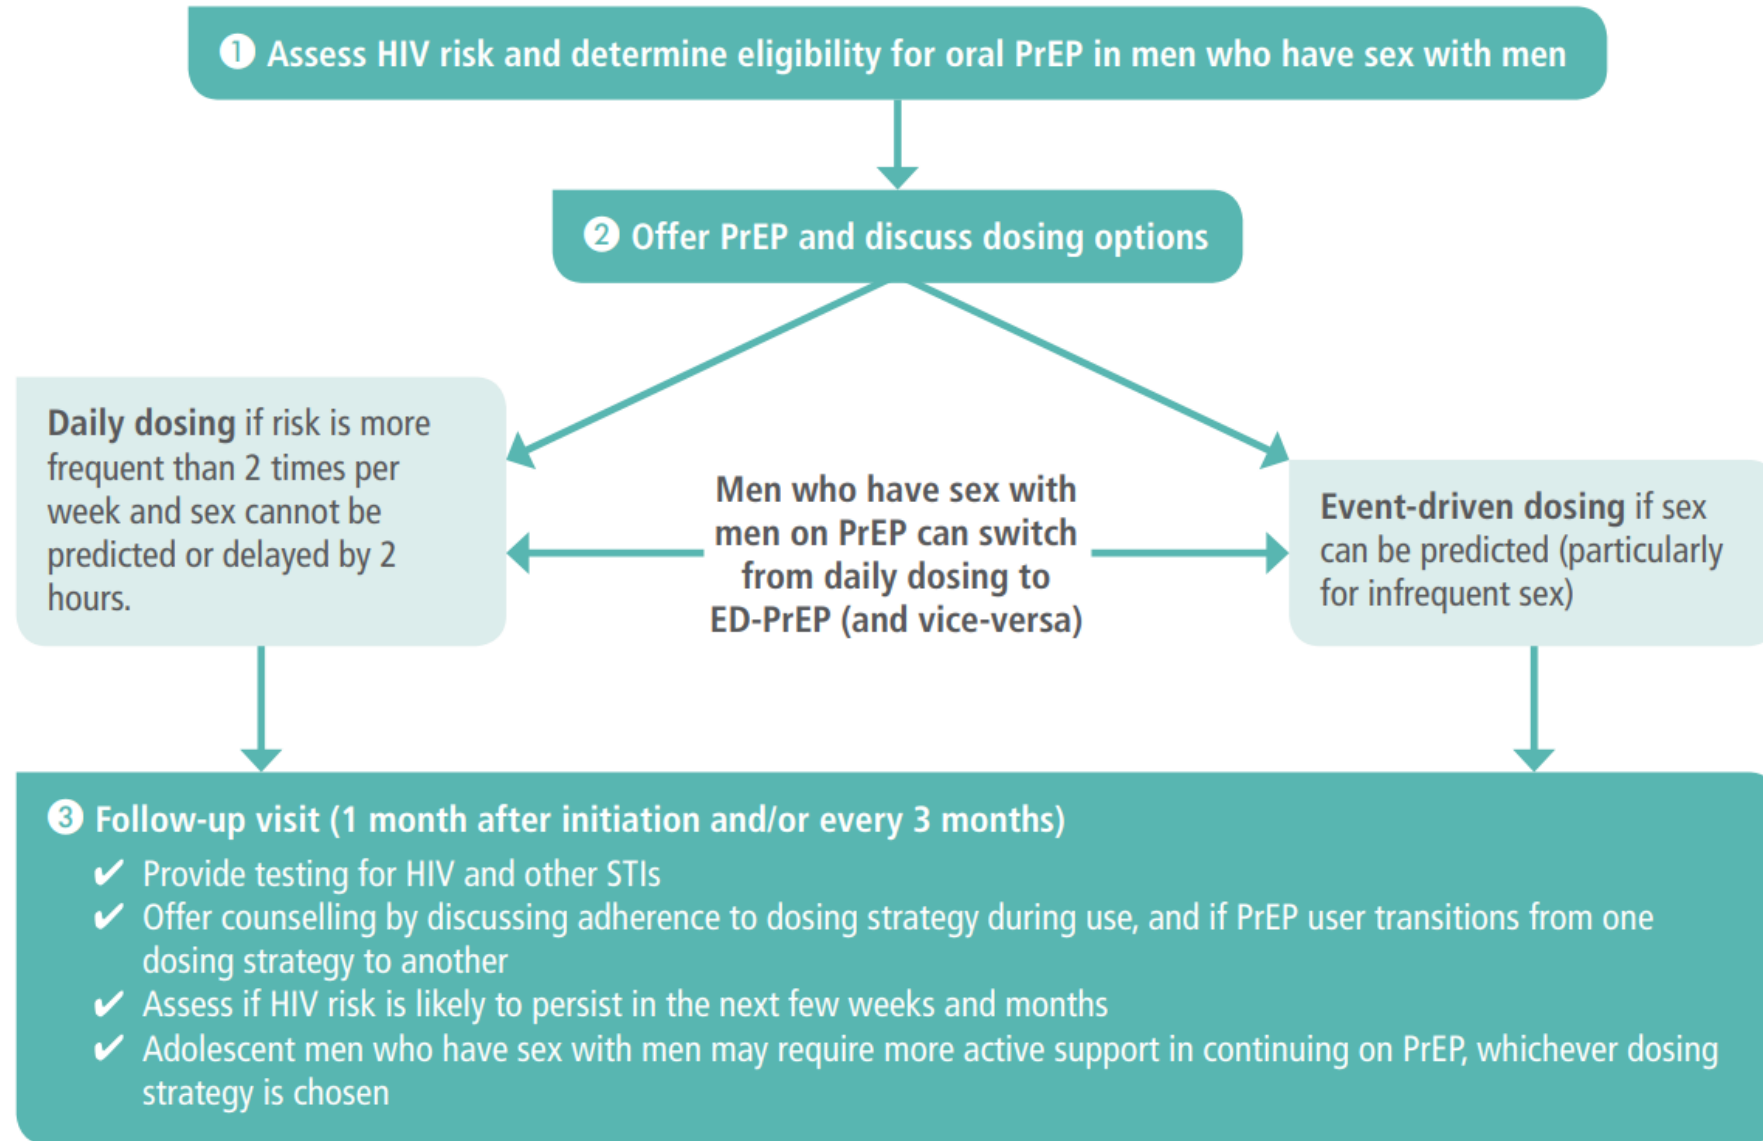 1 Assess HIV risk and determine eligibility for oral PrEP in men who have sex with men
2 Offer PrEP and discuss dosing options
Daily dosing if risk is more
frequent than 2 times per
week and sex cannot be
predicted or delayed by 2
hours.
Men who have sex with
men on PrEP can switch
from daily dosing to
ED-PrEP (and vice-versa)
Event-driven dosing if sex
can be predicted (particularly
for infrequent sex)
3 Follow-up visit (1 month after initiation and/or every 3 months)
✔ Provide testing for HIV and other STIs
✔ Offer counselling by discussing adherence to dosing strategy during use, and if PrEP user transitions from one
dosing strategy to another
✔ Assess if HIV risk is likely to persist in the next few weeks and months
✔ Adolescent men who have sex with men may require more active support in continuing on PrEP, whichever dosing
strategy is chosen